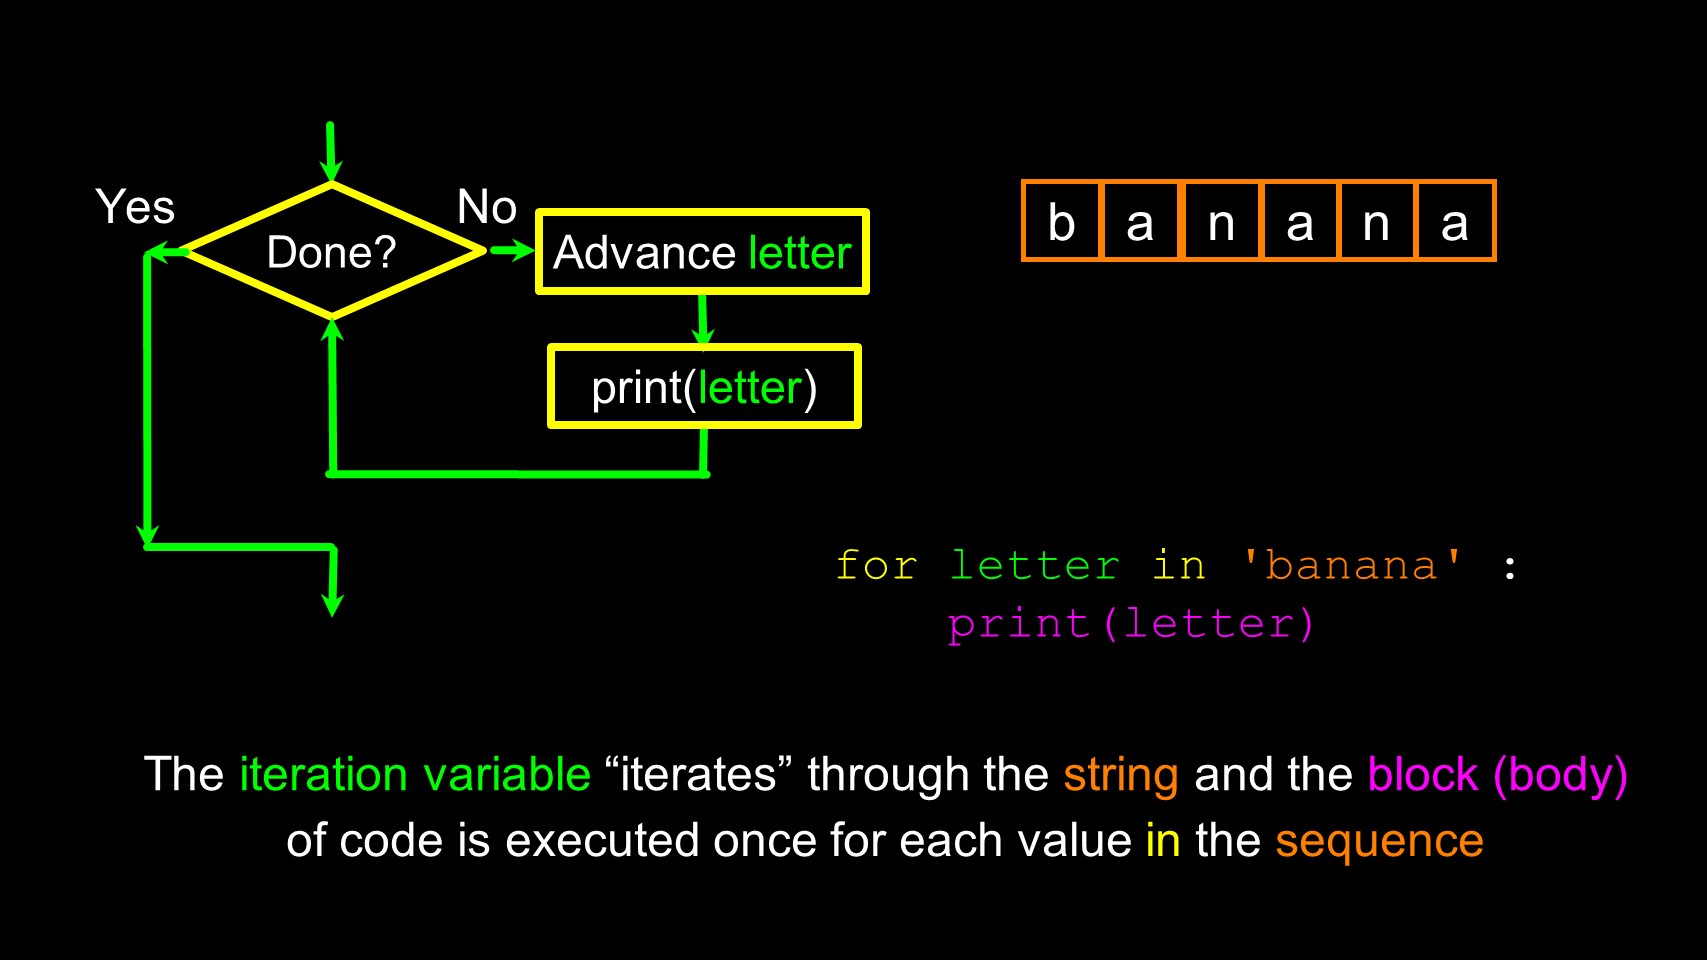 Yes
No
Done?
Advance letter
print(letter)
b a n a n a
for letter in 'banana' :
    print(letter)
The iteration variable “iterates” through the string and the block (body)
of code is executed once for each value in the sequence